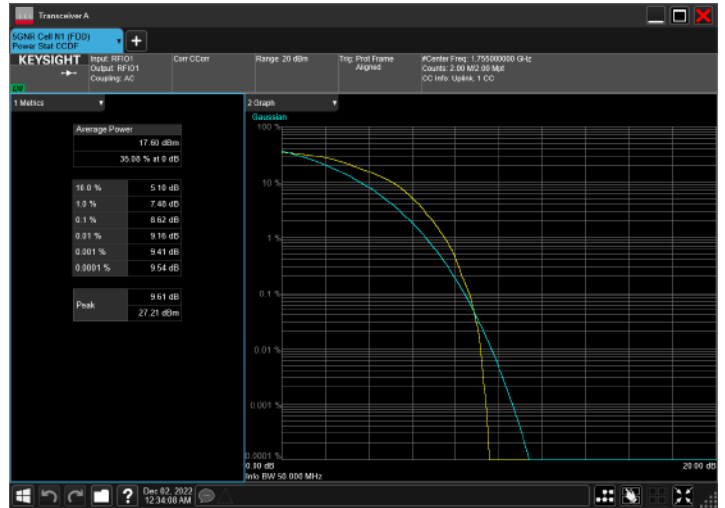 Transceiver A
5GNR Cell N1 (FDD)
Power Stat CCDF
KEYSIGHT
Input: RFIO1
Output: RFIO1
Coupling: AC
Corr CCorr
Range: 20 dBm
Trig: Prot Frame
Aligned
#Center Freq: 1.755000000 GHz
Counts: 2.00 M/2.00 Mpt
CC Info: Uplink, 1 CC
1 Metrics
Average Power
17.60 dBm
35.08 % at 0 dB
10.0 % 5.10 dB
1.0 % 7.48 dB
0.1 % 8.62 dB
0.01 % 9.16 dB
0.001 % 9.41 dB
0.0001 % 9.54 dB
Peak
9.61 dB
27.21 dBm
2 Graph
Gaussian
100 %
10 %
1 %
0.1 %
0.01 %
0.001 %
0.0001 %
0.00 dB
20.00 dB
Info BW 50.000 MHz
Dec 02, 2022
12:34:08 AM